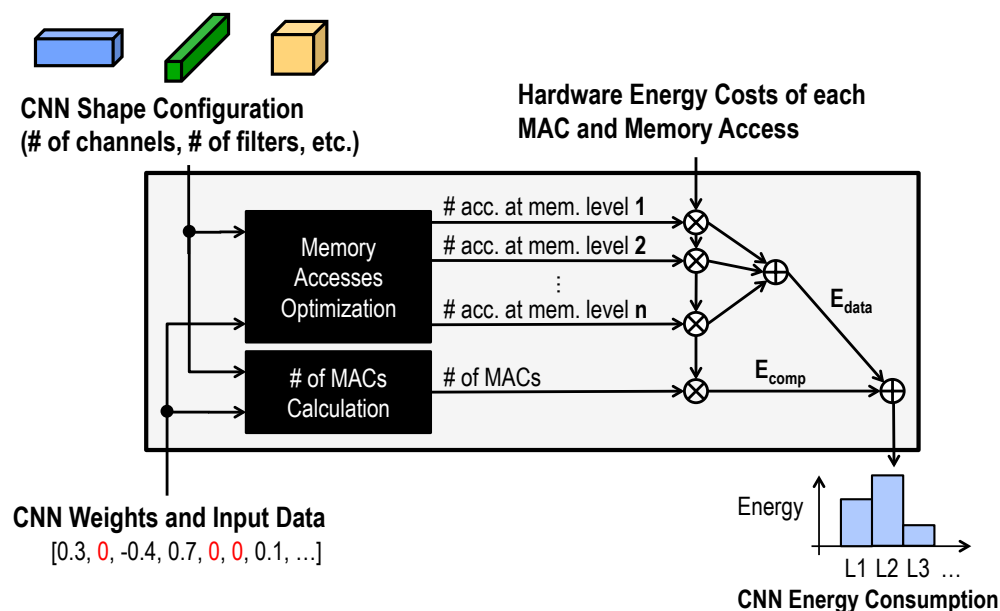 CNN Shape Configuration
(# of channels, # of filters, etc.)
Hardware Energy Costs of each
MAC and Memory Access
Memory
Accesses
Optimization
# acc. at mem. level 1
# acc. at mem. level 2
⋮
# acc. at mem. level n
# of MACs
Calculation
# of MACs
E_data
E_comp
CNN Weights and Input Data
[0.3, 0, -0.4, 0.7, 0, 0, 0.1, …]
Energy
L1 L2 L3 …
CNN Energy Consumption